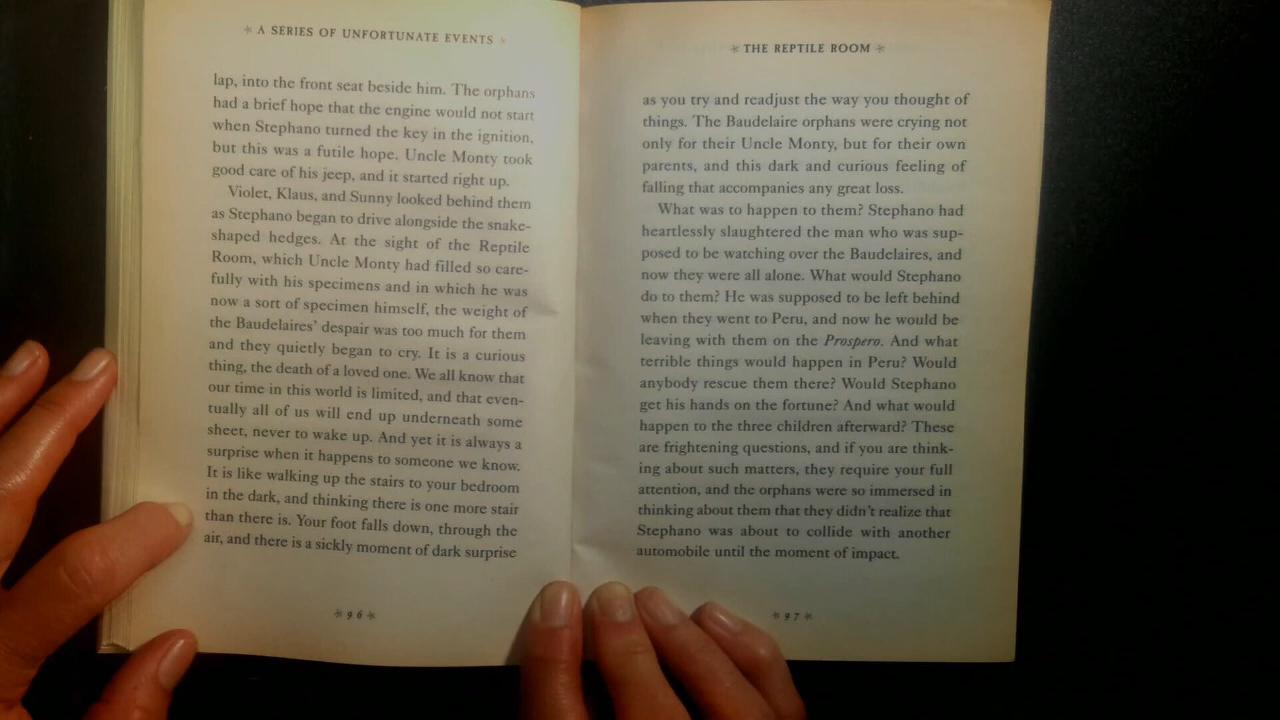 * A SERIES OF UNFORTUNATE EVENTS *
lap, into the front seat beside him. The orphans
had a brief hope that the engine would not start
when Stephano turned the key in the ignition,
but this was a futile hope. Uncle Monty took
good care of his jeep, and it started right up.
Violet, Klaus, and Sunny looked behind them
as Stephano began to drive alongside the snake-
shaped hedges. At the sight of the Reptile
Room, which Uncle Monty had filled so care-
fully with his specimens and in which he was
now a sort of specimen himself, the weight of
the Baudelaires' despair was too much for them
and they quietly began to cry. It is a curious
thing, the death of a loved one. We all know that
our time in this world is limited, and that even-
tually all of us will end up underneath some
sheet, never to wake up. And yet it is always a
surprise when it happens to someone we know.
It is like walking up the stairs to your bedroom
in the dark, and thinking there is one more stair
than there is. Your foot falls down, through the
air, and there is a sickly moment of dark surprise
* 96 *
* THE REPTILE ROOM *
as you try and readjust the way you thought of
things. The Baudelaire orphans were crying not
only for their Uncle Monty, but for their own
parents, and this dark and curious feeling of
falling that accompanies any great loss.
What was to happen to them? Stephano had
heartlessly slaughtered the man who was sup-
posed to be watching over the Baudelaires, and
now they were all alone. What would Stephano
do to them? He was supposed to be left behind
when they went to Peru, and now he would be
leaving with them on the Prospero. And what
terrible things would happen in Peru? Would
anybody rescue them there? Would Stephano
get his hands on the fortune? And what would
happen to the three children afterward? These
are frightening questions, and if you are think-
ing about such matters, they require your full
attention, and the orphans were so immersed in
thinking about them that they didn't realize that
Stephano was about to collide with another
automobile until the moment of impact.
* 97 *